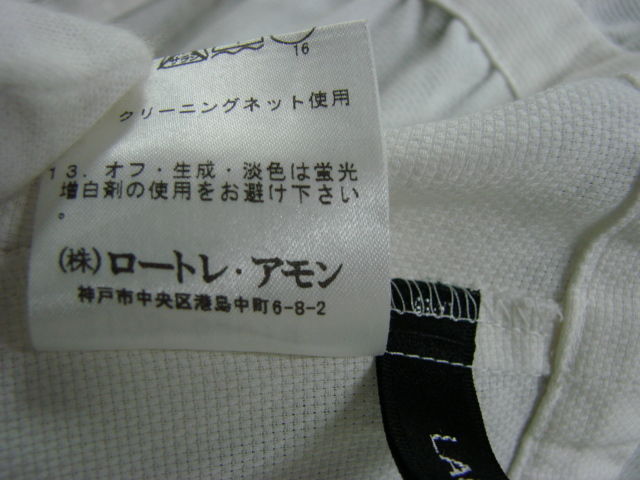 16
クリーニングネット使用
13.オフ・生成・淡色は蛍光
増白剤の使用をお避け下さい
。
(株)ロートレ・アモン
神戸市中央区港島中町6-8-2